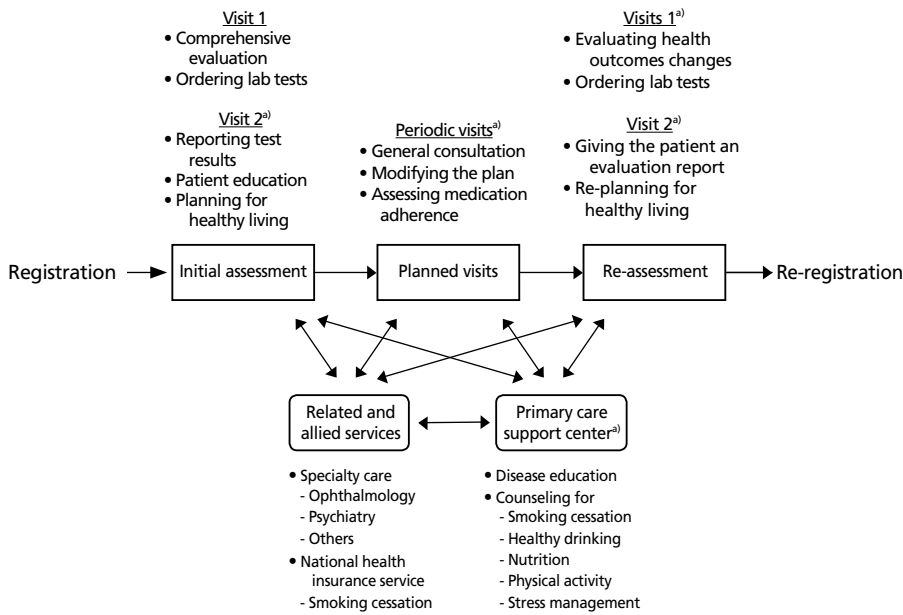 Visit 1
• Comprehensive
evaluation
• Ordering lab tests
Visit 2a)
• Reporting test
results
• Patient education
• Planning for
healthy living
Periodic visitsa)
• General consultation
• Modifying the plan
• Assessing medication
adherence
Visits 1a)
• Evaluating health
outcomes changes
• Ordering lab tests
Visit 2a)
• Giving the patient an
evaluation report
• Re-planning for
healthy living
Registration
Initial assessment
Planned visits
Re-assessment
Re-registration
Related and
allied services
Primary care
support centera)
• Specialty care
- Ophthalmology
- Psychiatry
- Others
• National health
insurance service
- Smoking cessation
• Disease education
• Counseling for
- Smoking cessation
- Healthy drinking
- Nutrition
- Physical activity
- Stress management